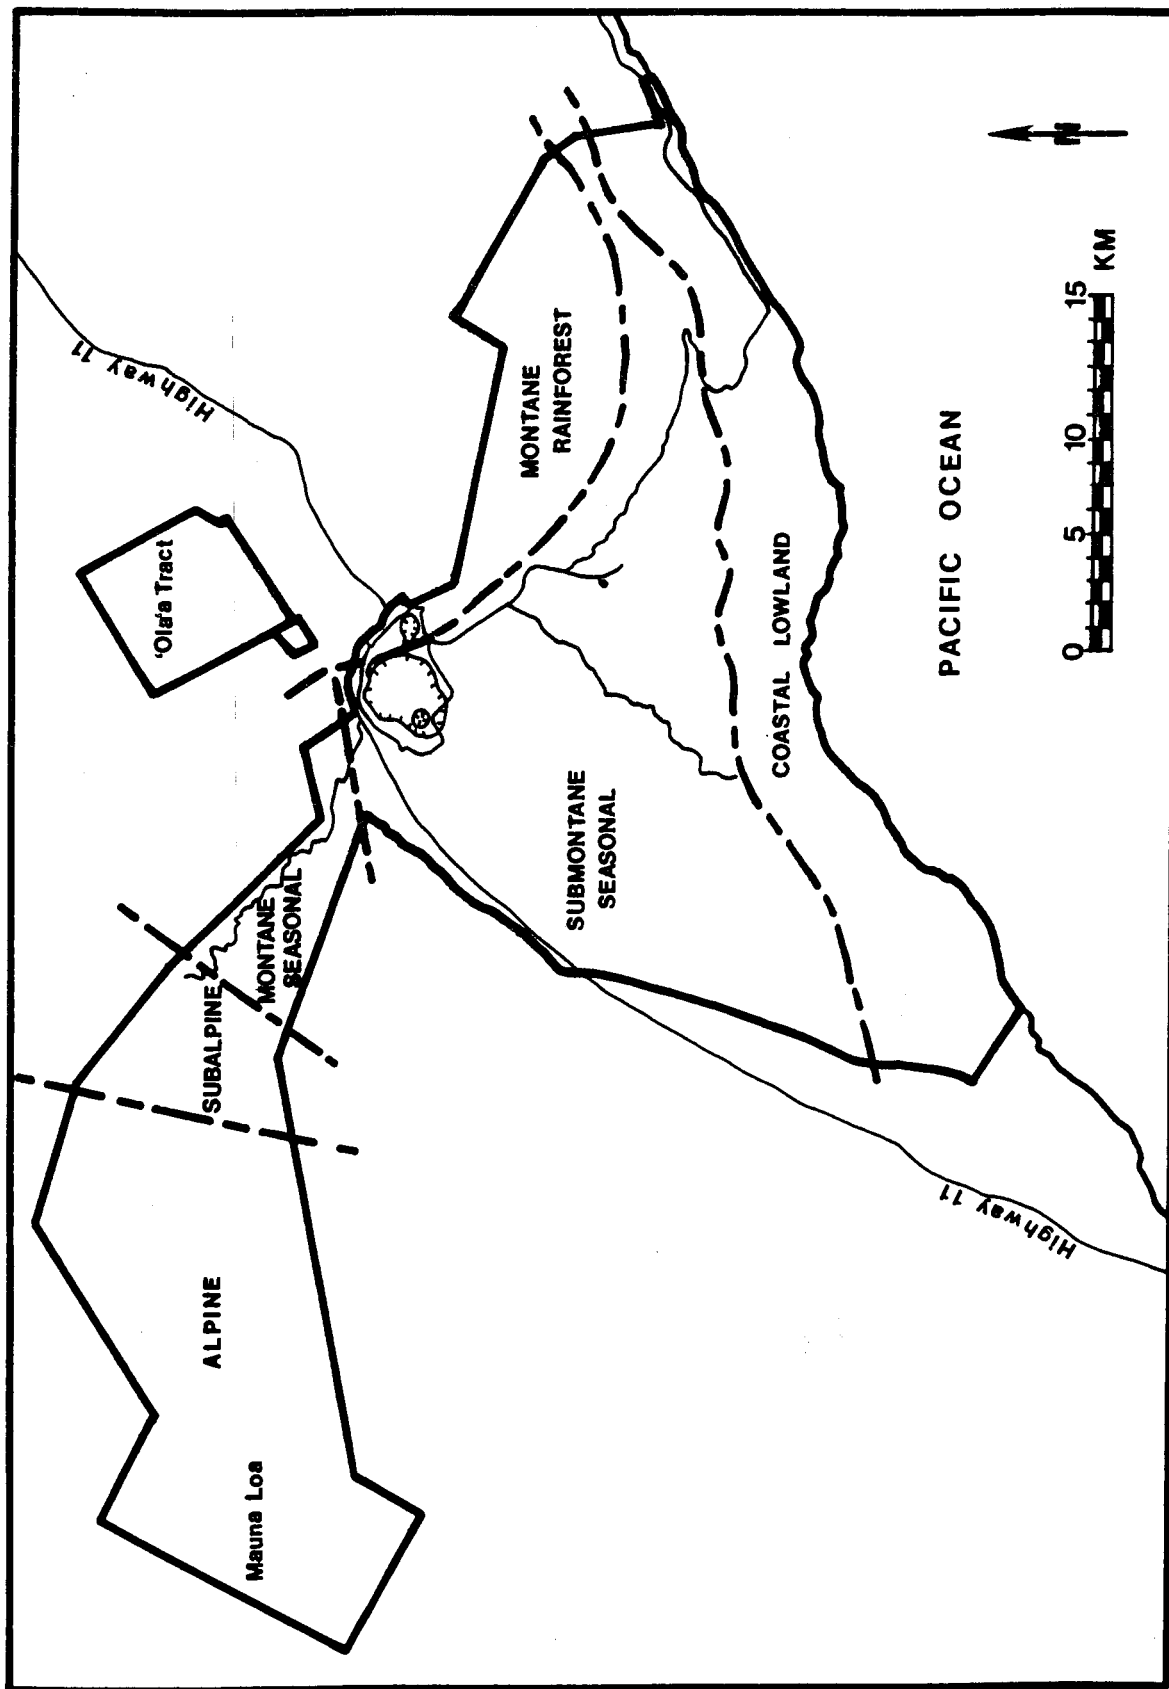 Highway 11
'Ola'a Tract
MONTANE
RAINFOREST
SUBALPINE
MONTANE
SEASONAL
ALPINE
Mauna Loa
SUBMONTANE
SEASONAL
COASTAL LOWLAND
PACIFIC OCEAN
Highway 11
N
0 5 10 15
KM